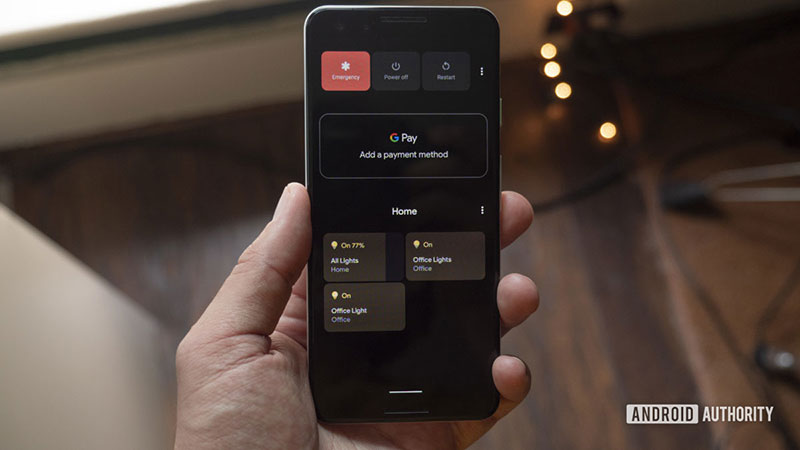 Emergency
Power off
Restart
G Pay
Add a payment method
Home
On 77%
All Lights
Home
On
Office Lights
Office
On
Office Light
Office
ANDROID AUTHORITY